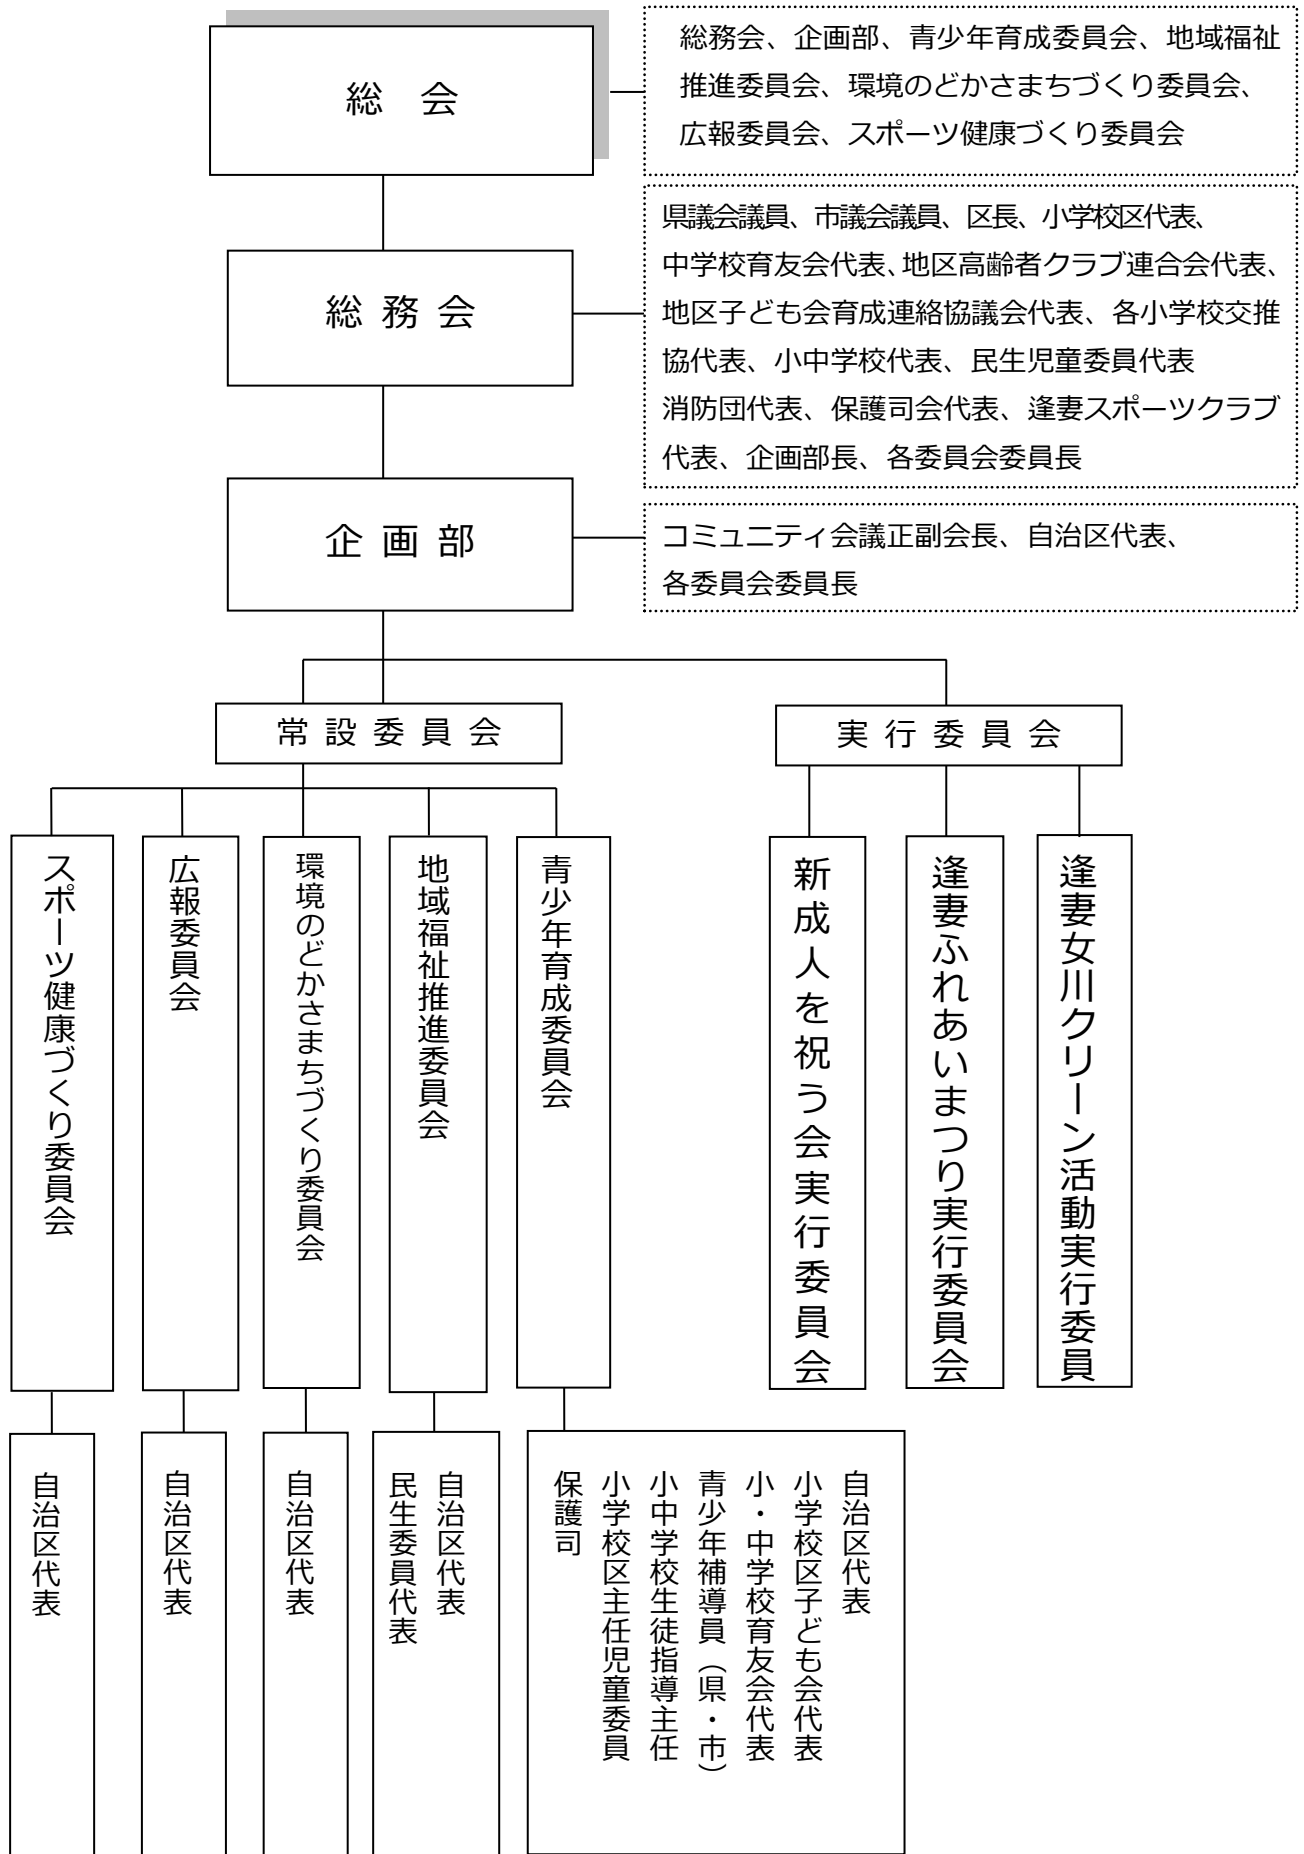 総　会
総務会、企画部、青少年育成委員会、地域福祉
推進委員会、環境のどかさまちづくり委員会、
広報委員会、スポーツ健康づくり委員会
総務会
県議会議員、市議会議員、区長、小学校区代表、
中学校育友会代表、地区高齢者クラブ連合会代表、
地区子ども会育成連絡協議会代表、各小学校交推
協代表、小中学校代表、民生児童委員代表
消防団代表、保護司会代表、逢妻スポーツクラブ
代表、企画部長、各委員会委員長
企画部
コミュニティ会議正副会長、自治区代表、
各委員会委員長
常設委員会
実行委員会
スポーツ健康づくり委員会
広報委員会
環境のどかさまちづくり委員会
地域福祉推進委員会
青少年育成委員会
新成人を祝う会実行委員会
逢妻ふれあいまつり実行委員会
逢妻女川クリーン活動実行委員
自治区代表
自治区代表
自治区代表
自治区代表
民生委員代表
自治区代表
小学校区子ども会代表
小・中学校育友会代表
青少年補導員（県・市）
小中学校生徒指導主任
小学校区主任児童委員
保護司